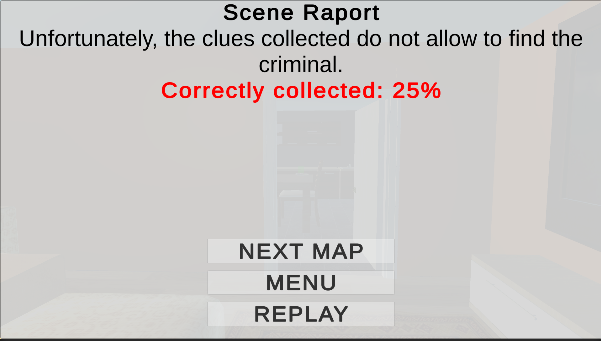 Scene Raport
Unfortunately, the clues collected do not allow to find the
criminal.
Correctly collected: 25%
NEXT MAP
MENU
REPLAY